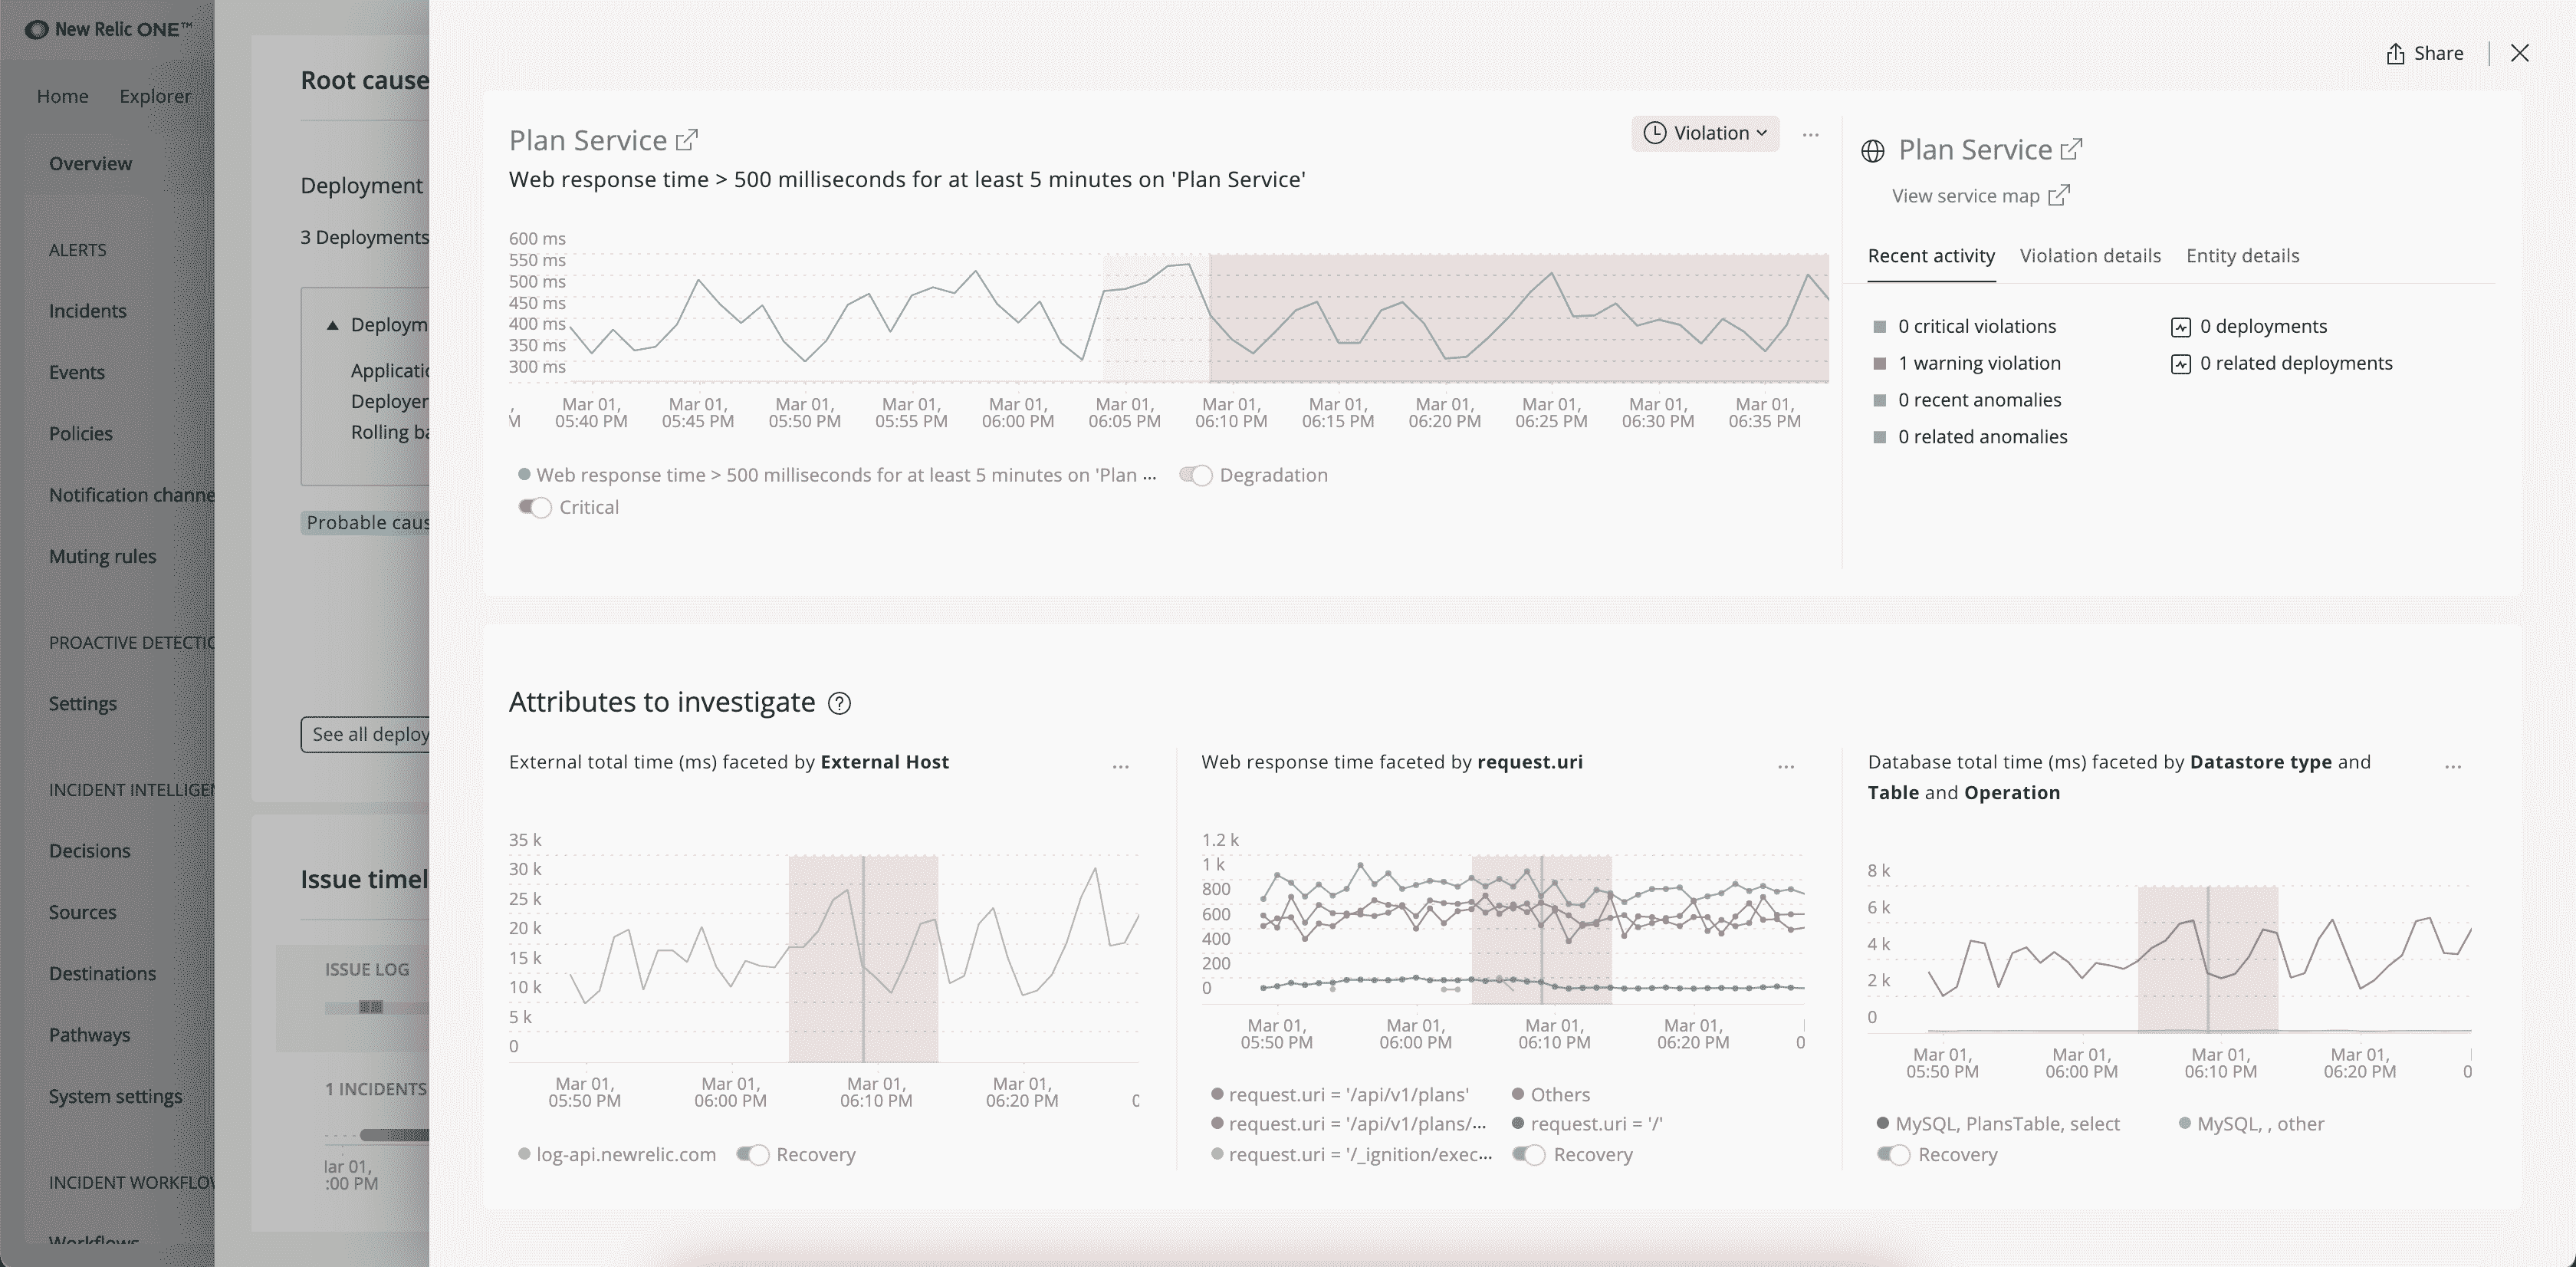 New Relic ONE™
Home Explorer
Overview
ALERTS
Incidents
Events
Policies
Notification channe
Muting rules
PROACTIVE DETECTIO
Settings
INCIDENT INTELLIGEN
Decisions
Sources
Destinations
Pathways
System settings
INCIDENT WORKFLOW
Workflows
Root cause
Deployment
3 Deployments
Deploym
Applicatio
Deployer
Rolling ba
Probable caus
See all deploy
Issue timel
ISSUE LOG
1 INCIDENTS
lar 01,
:00 PM
Share
Plan Service
Violation
...
Web response time > 500 milliseconds for at least 5 minutes on 'Plan Service'
600 ms
550 ms
500 ms
450 ms
400 ms
350 ms
300 ms
, Mar 01, Mar 01, Mar 01, Mar 01, Mar 01, Mar 01, Mar 01, Mar 01, Mar 01, Mar 01, Mar 01, Mar 01,
M 05:40 PM 05:45 PM 05:50 PM 05:55 PM 06:00 PM 06:05 PM 06:10 PM 06:15 PM 06:20 PM 06:25 PM 06:30 PM 06:35 PM
Web response time > 500 milliseconds for at least 5 minutes on 'Plan ... Degradation
Critical
Plan Service
View service map
Recent activity Violation details Entity details
0 critical violations 0 deployments
1 warning violation 0 related deployments
0 recent anomalies
0 related anomalies
Attributes to investigate ?
External total time (ms) faceted by External Host ...
35 k
30 k
25 k
20 k
15 k
10 k
5 k
0
Mar 01, Mar 01, Mar 01, Mar 01,
05:50 PM 06:00 PM 06:10 PM 06:20 PM 0
log-api.newrelic.com Recovery
Web response time faceted by request.uri ...
1.2 k
1 k
800
600
400
200
0
Mar 01, Mar 01, Mar 01, Mar 01,
05:50 PM 06:00 PM 06:10 PM 06:20 PM 0
request.uri = '/api/v1/plans' Others
request.uri = '/api/v1/plans/... request.uri = '/'
request.uri = '/_ignition/exec... Recovery
Database total time (ms) faceted by Datastore type and ...
Table and Operation
8 k
6 k
4 k
2 k
0
Mar 01, Mar 01, Mar 01, Mar 01,
05:50 PM 06:00 PM 06:10 PM 06:20 PM 0
MySQL, PlansTable, select MySQL, , other
Recovery